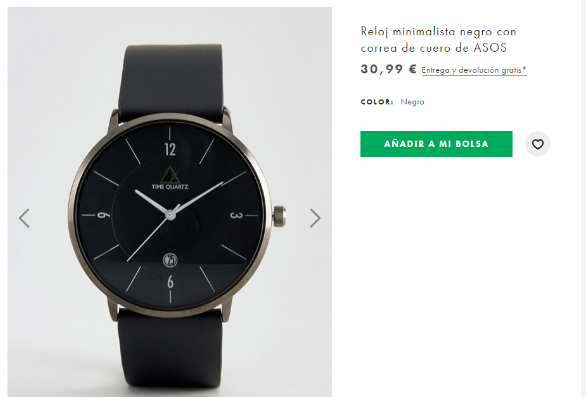 Reloj minimalista negro con
correa de cuero de ASOS
30,99 € Entrega y devolución gratis*
COLOR: Negro
AÑADIR A MI BOLSA
12
TIME QUARTZ
9
3
6